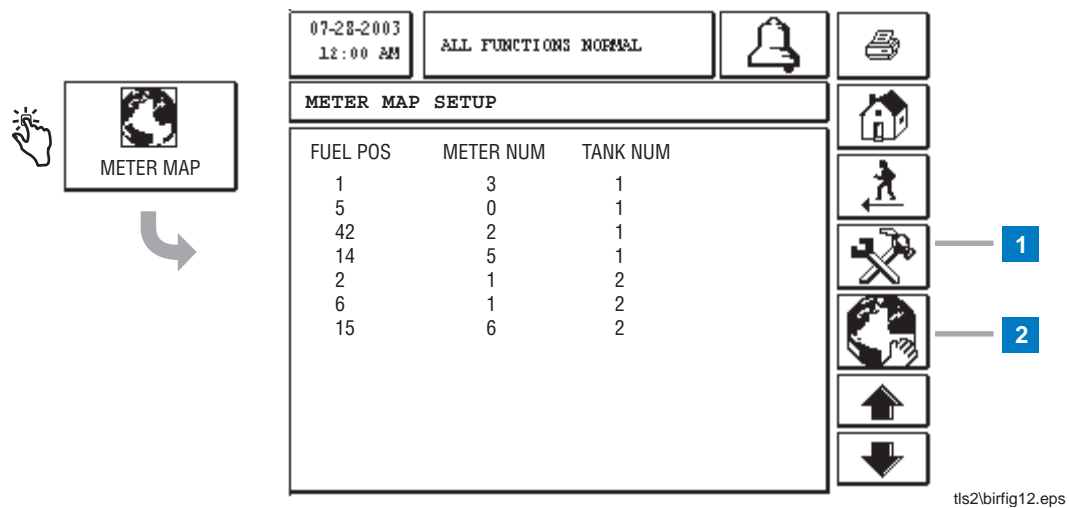 07-28-2003
12:00 AM
ALL FUNCTIONS NORMAL
METER MAP SETUP
METER MAP
FUEL POS METER NUM TANK NUM
1 3 1
5 0 1
42 2 1
14 5 1
2 1 2
6 1 2
15 6 2
1
2
tls2\birfig12.eps